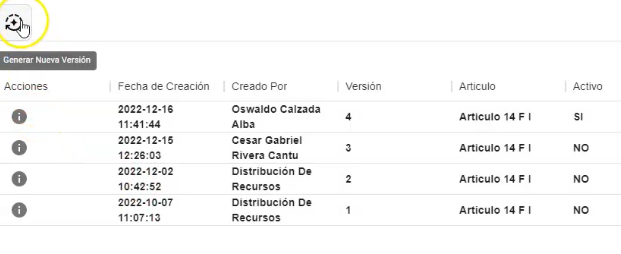 Generar Nueva Versión
Acciones Fecha de Creación Creado Por Versión Articulo Activo
2022-12-16 11:41:44 Oswaldo Calzada Alba 4 Articulo 14 F I SI
2022-12-15 12:26:03 Cesar Gabriel Rivera Cantu 3 Articulo 14 F I NO
2022-12-02 10:42:52 Distribución De Recursos 2 Articulo 14 F I NO
2022-10-07 11:07:13 Distribución De Recursos 1 Articulo 14 F I NO